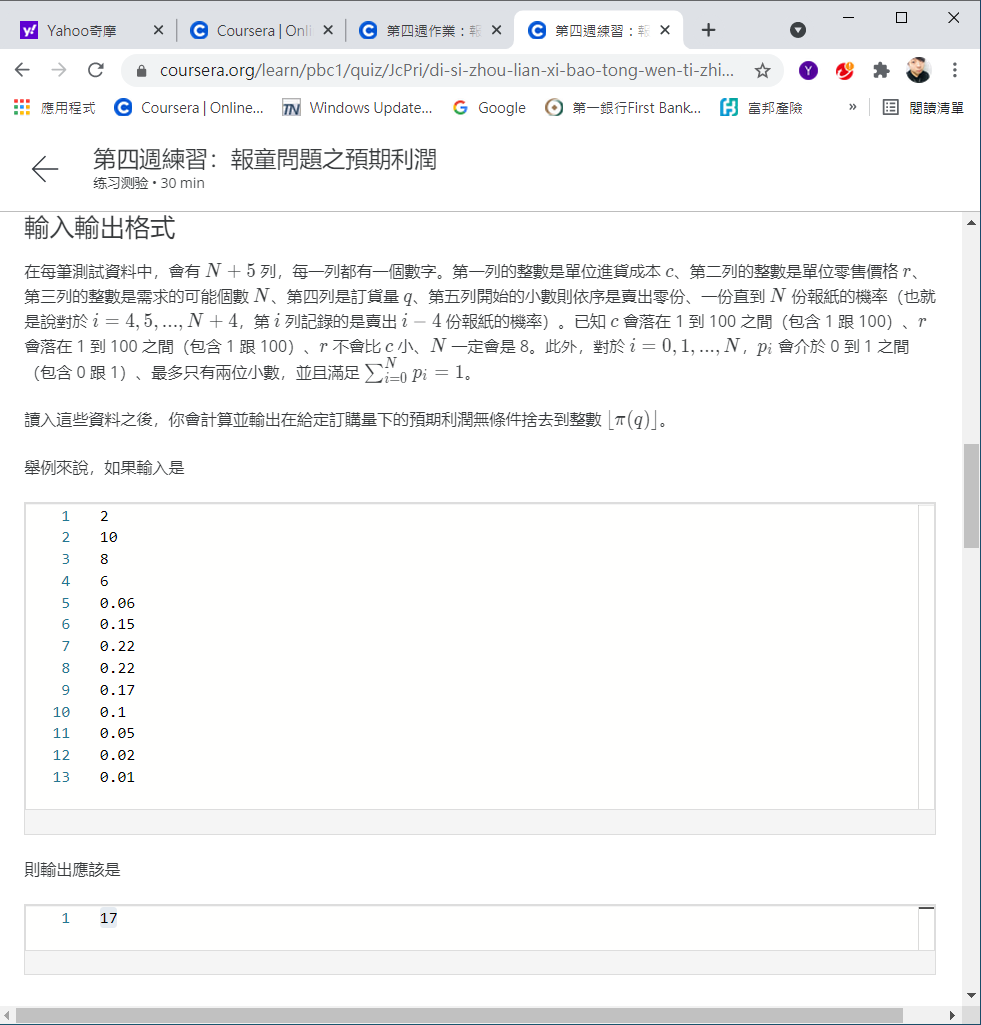 Yahoo奇摩
Coursera | Onli
第四週作業：報
第四週練習：報
coursera.org/learn/pbc1/quiz/JcPri/di-si-zhou-lian-xi-bao-tong-wen-ti-zhi...
Y
應用程式
Coursera | Online...
Windows Update...
Google
第一銀行First Bank...
富邦產險
»
閱讀清單
第四週練習：報童問題之預期利潤
练习测验 • 30 min
輸入輸出格式
在每筆測試資料中，會有 N + 5 列，每一列都有一個數字。第一列的整數是單位進貨成本 c、第二列的整數是單位零售價格 r、
第三列的整數是需求的可能個數 N、第四列是訂貨量 q、第五列開始的小數則依序是賣出零份、一份直到 N 份報紙的機率（也就
是說對於 i = 4, 5, ..., N + 4，第 i 列記錄的是賣出 i − 4 份報紙的機率）。已知 c 會落在 1 到 100 之間（包含 1 跟 100）、r
會落在 1 到 100 之間（包含 1 跟 100）、r 不會比 c 小、N 一定會是 8。此外，對於 i = 0, 1, ..., N，p_i 會介於 0 到 1 之間
（包含 0 跟 1）、最多只有兩位小數，並且滿足 ∑_{i=0}^{N} p_i = 1。
讀入這些資料之後，你會計算並輸出在給定訂購量下的預期利潤無條件捨去到整數 ⌊π(q)⌋。
舉例來說，如果輸入是
1 2
2 10
3 8
4 6
5 0.06
6 0.15
7 0.22
8 0.22
9 0.17
10 0.1
11 0.05
12 0.02
13 0.01
則輸出應該是
1 17